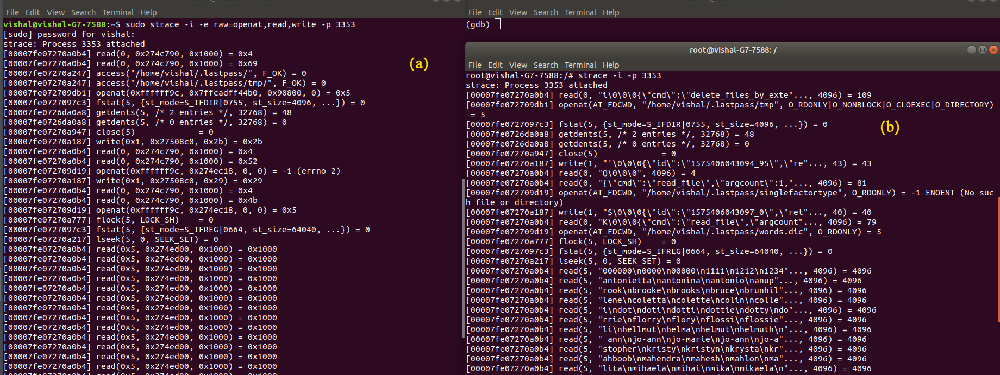 File Edit View Search Terminal Help
vishal@vishal-G7-7588:~$ sudo strace -i -e raw=openat,read,write -p 3353
[sudo] password for vishal:
strace: Process 3353 attached
[00007fe07270a0b4] read(0, 0x274c790, 0x1000) = 0x4
[00007fe07270a0b4] read(0, 0x274c790, 0x1000) = 0x69
[00007fe07270a247] access("/home/vishal/.lastpass/", F_OK) = 0
[00007fe07270a247] access("/home/vishal/.lastpass/tmp/", F_OK) = 0
[00007fe072709db1] openat(0xffffff9c, 0x7ffcadff44b0, 0x90800, 0) = 0x5
[00007fe0727097c3] fstat(5, {st_mode=S_IFDIR|0755, st_size=4096, ...}) = 0
[00007fe0726da0a8] getdents(5, /* 2 entries */, 32768) = 48
[00007fe0726da0a8] getdents(5, /* 0 entries */, 32768) = 0
[00007fe07270a947] close(5)             = 0
[00007fe07270a187] write(0x1, 0x27508c0, 0x2b) = 0x2b
[00007fe07270a0b4] read(0, 0x274c790, 0x1000) = 0x4
[00007fe07270a0b4] read(0, 0x274c790, 0x1000) = 0x52
[00007fe072709d19] openat(0xffffff9c, 0x274ec18, 0, 0) = -1 (errno 2)
[00007fe07270a187] write(0x1, 0x27508c0, 0x29) = 0x29
[00007fe07270a0b4] read(0, 0x274c790, 0x1000) = 0x4
[00007fe07270a0b4] read(0, 0x274c790, 0x1000) = 0x4b
[00007fe072709d19] openat(0xffffff9c, 0x274ec18, 0, 0) = 0x5
[00007fe07270a777] flock(5, LOCK_SH)    = 0
[00007fe0727097c3] fstat(5, {st_mode=S_IFREG|0664, st_size=64040, ...}) = 0
[00007fe07270a217] lseek(5, 0, SEEK_SET) = 0
[00007fe07270a0b4] read(0x5, 0x274ed00, 0x1000) = 0x1000
[00007fe07270a0b4] read(0x5, 0x274ed00, 0x1000) = 0x1000
[00007fe07270a0b4] read(0x5, 0x274ed00, 0x1000) = 0x1000
[00007fe07270a0b4] read(0x5, 0x274ed00, 0x1000) = 0x1000
[00007fe07270a0b4] read(0x5, 0x274ed00, 0x1000) = 0x1000
[00007fe07270a0b4] read(0x5, 0x274ed00, 0x1000) = 0x1000
[00007fe07270a0b4] read(0x5, 0x274ed00, 0x1000) = 0x1000
[00007fe07270a0b4] read(0x5, 0x274ed00, 0x1000) = 0x1000
[00007fe07270a0b4] read(0x5, 0x274ed00, 0x1000) = 0x1000
[00007fe07270a0b4] read(0x5, 0x274ed00, 0x1000) = 0x1000
[00007fe07270a0b4] read(0x5, 0x274ed00, 0x1000) = 0x1000
[00007fe07270a0b4] read(0x5, 0x274ed00, 0x1000) = 0x1000
(a)
File Edit View Search Terminal Help
(gdb)
root@vishal-G7-7588: /
File Edit View Search Terminal Help
root@vishal-G7-7588:/# strace -i -p 3353
strace: Process 3353 attached
[00007fe07270a0b4] read(0, "i\0\0\0{\"cmd\":\"delete_files_by_exte"..., 4096) = 109
[00007fe072709db1] openat(AT_FDCWD, "/home/vishal/.lastpass/tmp", O_RDONLY|O_NONBLOCK|O_CLOEXEC|O_DIRECTORY)
= 5
[00007fe0727097c3] fstat(5, {st_mode=S_IFDIR|0755, st_size=4096, ...}) = 0
[00007fe0726da0a8] getdents(5, /* 2 entries */, 32768) = 48
[00007fe0726da0a8] getdents(5, /* 0 entries */, 32768) = 0
[00007fe07270a947] close(5)             = 0
[00007fe07270a187] write(1, "'\0\0\0{\"id\":\"1575406043094_95\",\"re"..., 43) = 43
[00007fe07270a0b4] read(0, "Q\0\0\0", 4096) = 4
[00007fe07270a0b4] read(0, "{\"cmd\":\"read_file\",\"argcount\":1,"..., 4096) = 81
[00007fe072709d19] openat(AT_FDCWD, "/home/vishal/.lastpass/singlefactortype", O_RDONLY) = -1 ENOENT (No suc
h file or directory)
[00007fe07270a187] write(1, "$\0\0\0{\"id\":\"1575406043097_0\",\"ret"..., 40) = 40
[00007fe07270a0b4] read(0, "K\0\0\0{\"cmd\":\"read_file\",\"argcount"..., 4096) = 79
[00007fe072709d19] openat(AT_FDCWD, "/home/vishal/.lastpass/words.dic", O_RDONLY) = 5
[00007fe07270a777] flock(5, LOCK_SH)    = 0
[00007fe0727097c3] fstat(5, {st_mode=S_IFREG|0664, st_size=64040, ...}) = 0
[00007fe07270a217] lseek(5, 0, SEEK_SET) = 0
[00007fe07270a0b4] read(5, "000000\n0000\n00000\n1111\n1212\n1234"..., 4096) = 4096
[00007fe07270a0b4] read(5, "antonietta\nantonina\nantonio\nanup"..., 4096) = 4096
[00007fe07270a0b4] read(5, "rook\nbrooke\nbrooks\nbruce\nbrunhil"..., 4096) = 4096
[00007fe07270a0b4] read(5, "lene\ncoletta\ncolette\ncolin\ncolle"..., 4096) = 4096
[00007fe07270a0b4] read(5, "i\ndot\ndoti\ndotti\ndottie\ndotty\ndo"..., 4096) = 4096
[00007fe07270a0b4] read(5, "rrie\nflorry\nflory\nflossi\nflossie"..., 4096) = 4096
[00007fe07270a0b4] read(5, "li\nhellmut\nhelma\nhelmut\nhelmuth\n"..., 4096) = 4096
[00007fe07270a0b4] read(5, " ann\njo-ann\njo-marie\njo-ann\njo-a"..., 4096) = 4096
[00007fe07270a0b4] read(5, "stopher\nkristy\nkristyn\nkrysta\nkr"..., 4096) = 4096
[00007fe07270a0b4] read(5, "ahboob\nmahendra\nmahesh\nmahlon\nma"..., 4096) = 4096
[00007fe07270a0b4] read(5, "lita\nmihaela\nmihai\nmika\nmikaela\n"..., 4096) = 4096
(b)